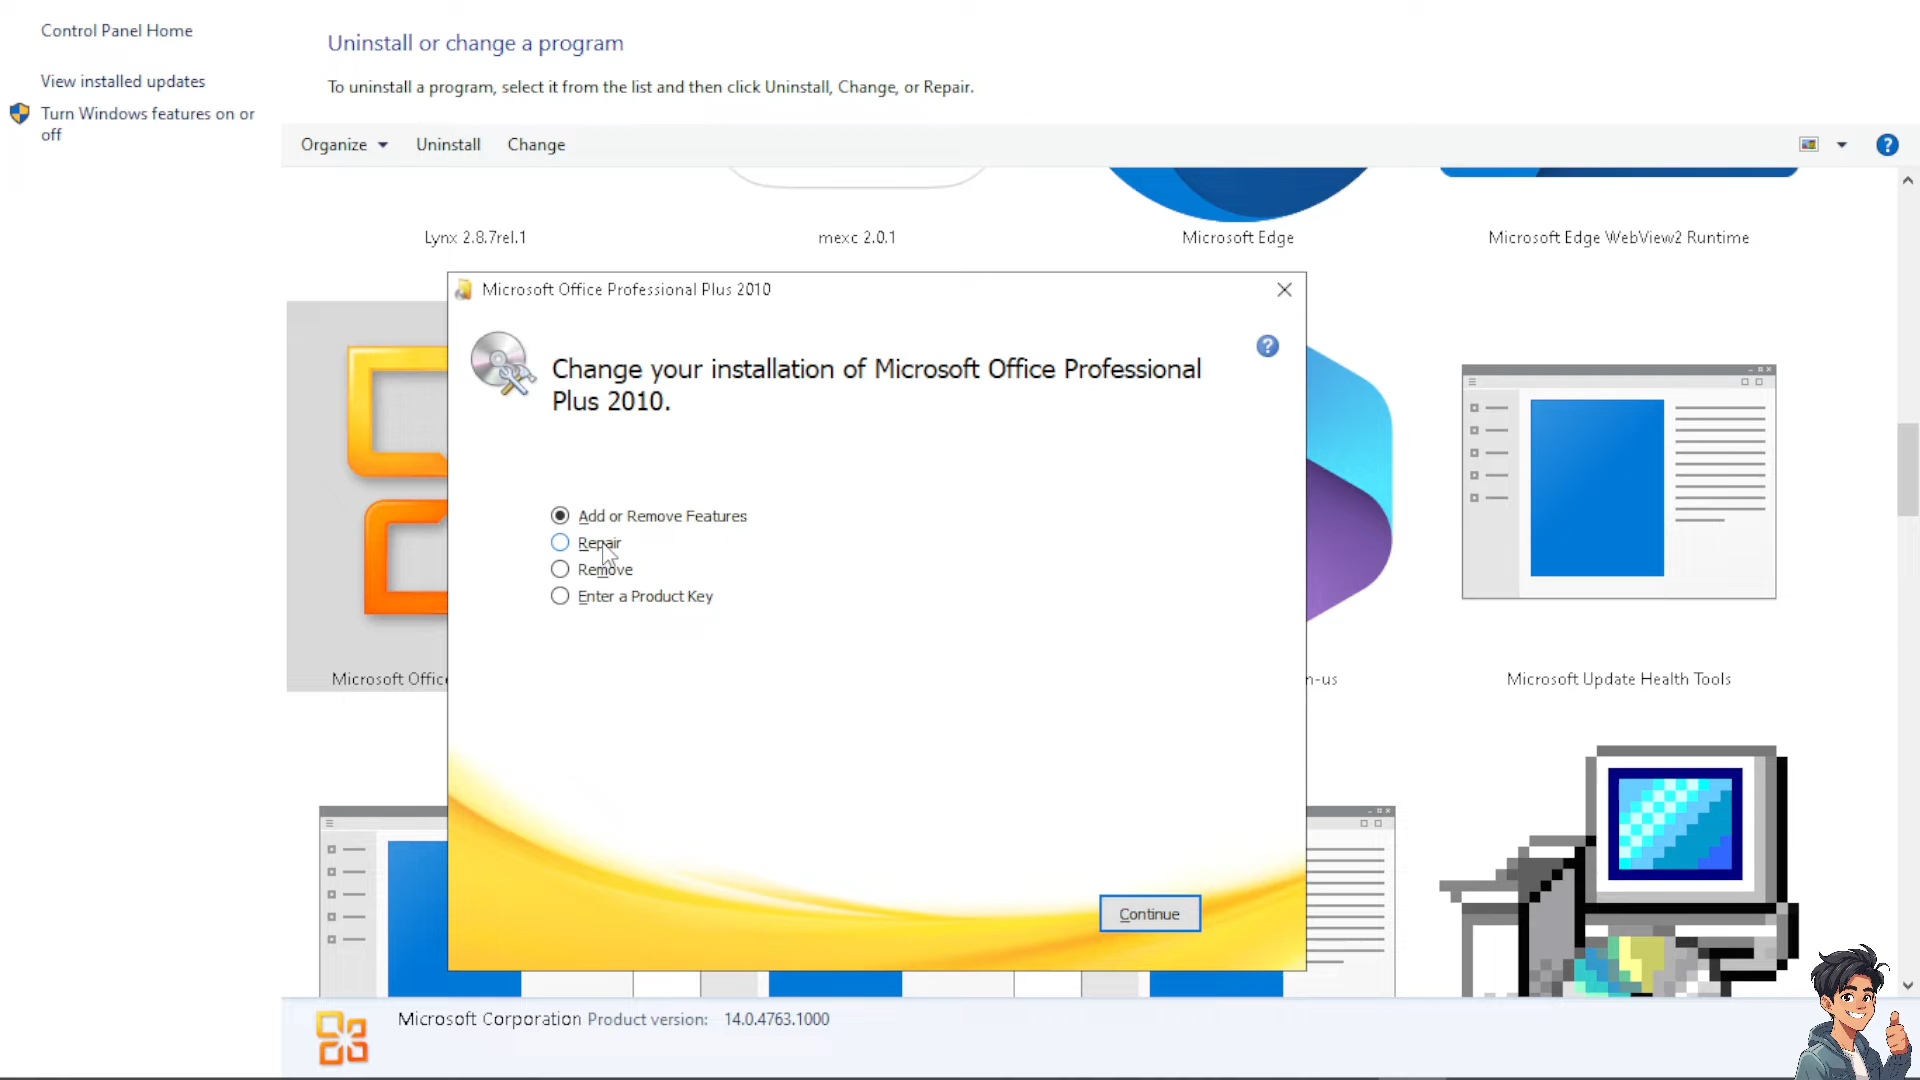 Control Panel Home
View installed updates
Turn Windows features on or
off
Uninstall or change a program
To uninstall a program, select it from the list and then click Uninstall, Change, or Repair.
Organize Uninstall Change
Lynx 2.8.7rel.1
mexc 2.0.1
Microsoft Edge
Microsoft Edge WebView2 Runtime
Microsoft Office Professional Plus 2010
Change your installation of Microsoft Office Professional
Plus 2010.
Add or Remove Features
Repair
Remove
Enter a Product Key
Continue
Microsoft Offic
n-us
Microsoft Update Health Tools
Microsoft Corporation Product version: 14.0.4763.1000